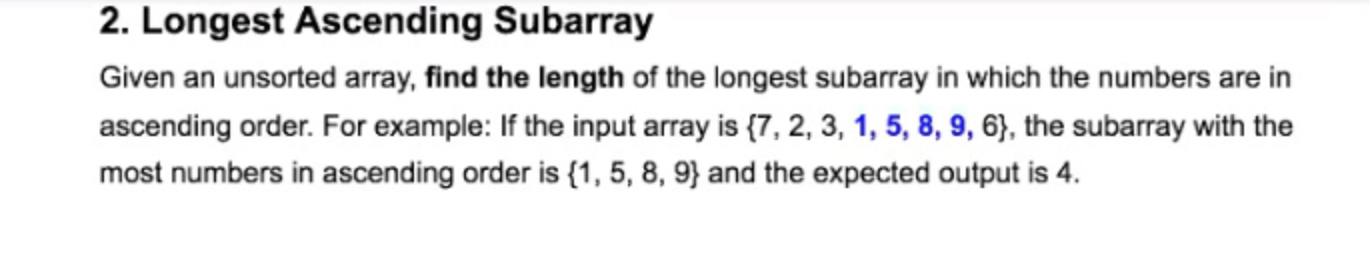 2. Longest Ascending Subarray
Given an unsorted array, find the length of the longest subarray in which the numbers are in
ascending order. For example: If the input array is {7, 2, 3, 1, 5, 8, 9, 6}, the subarray with the
most numbers in ascending order is {1, 5, 8, 9} and the expected output is 4.